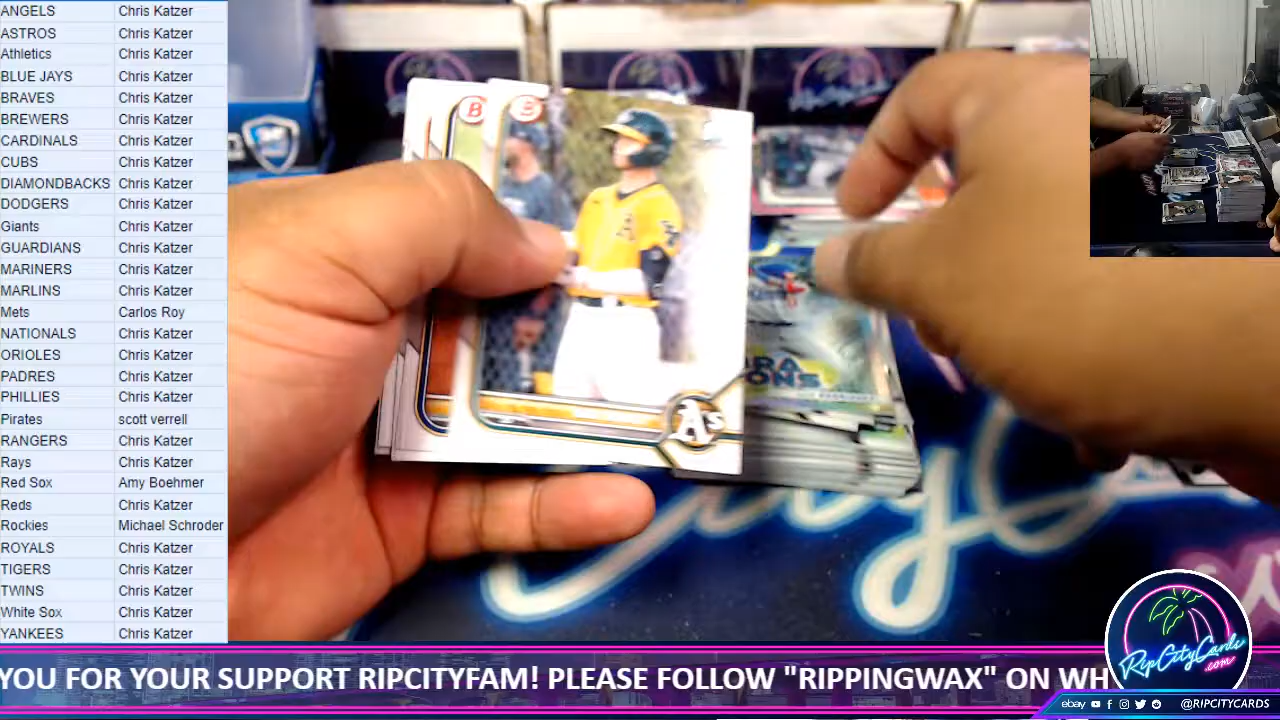 ANGELS Chris Katzer
ASTROS Chris Katzer
Athletics Chris Katzer
BLUE JAYS Chris Katzer
BRAVES Chris Katzer
BREWERS Chris Katzer
CARDINALS Chris Katzer
CUBS Chris Katzer
DIAMONDBACKS Chris Katzer
DODGERS Chris Katzer
Giants Chris Katzer
GUARDIANS Chris Katzer
MARINERS Chris Katzer
MARLINS Chris Katzer
Mets Carlos Roy
NATIONALS Chris Katzer
ORIOLES Chris Katzer
PADRES Chris Katzer
PHILLIES Chris Katzer
Pirates scott verrell
RANGERS Chris Katzer
Rays Chris Katzer
Red Sox Amy Boehmer
Reds Chris Katzer
Rockies Michael Schroder
ROYALS Chris Katzer
TIGERS Chris Katzer
TWINS Chris Katzer
White Sox Chris Katzer
YANKEES Chris Katzer
B B
A
A's
YOU FOR YOUR SUPPORT RIPCITYFAM! PLEASE FOLLOW "RIPPINGWAX" ON WH
RipCityCards
.com
ebay @RIPCITYCARDS